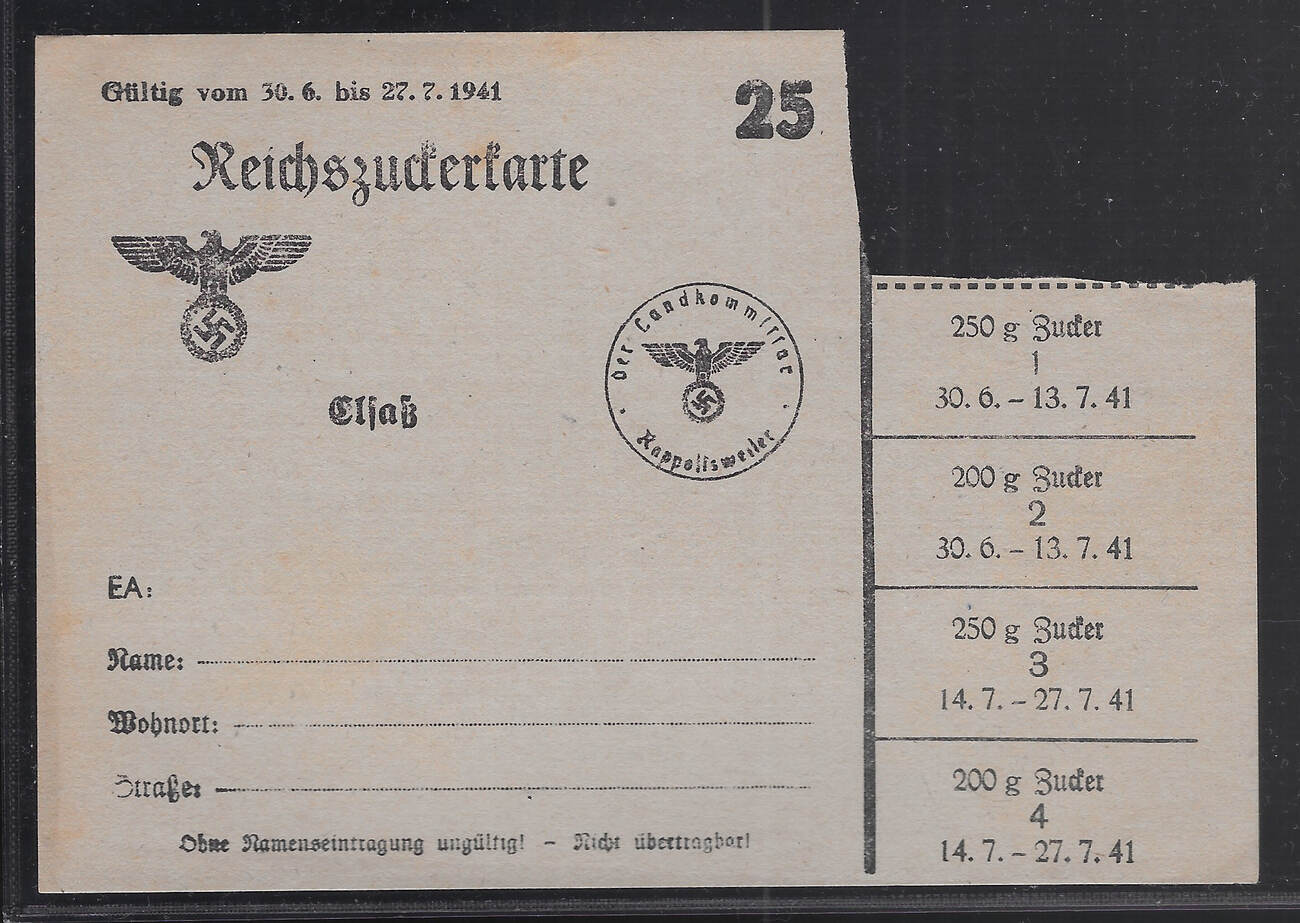 Gültig vom 30. 6. bis 27. 7. 1941
25
Reichszuckerkarte
Der Landkommissar
Rappoltsweiler
Elsaß
EA:
Name:
Wohnort:
Straße:
Ohne Namenseintragung ungültig! – Nicht übertragbar!
250 g Zucker
1
30. 6. – 13. 7. 41
200 g Zucker
2
30. 6. – 13. 7. 41
250 g Zucker
3
14. 7. – 27. 7. 41
200 g Zucker
4
14. 7. – 27. 7. 41